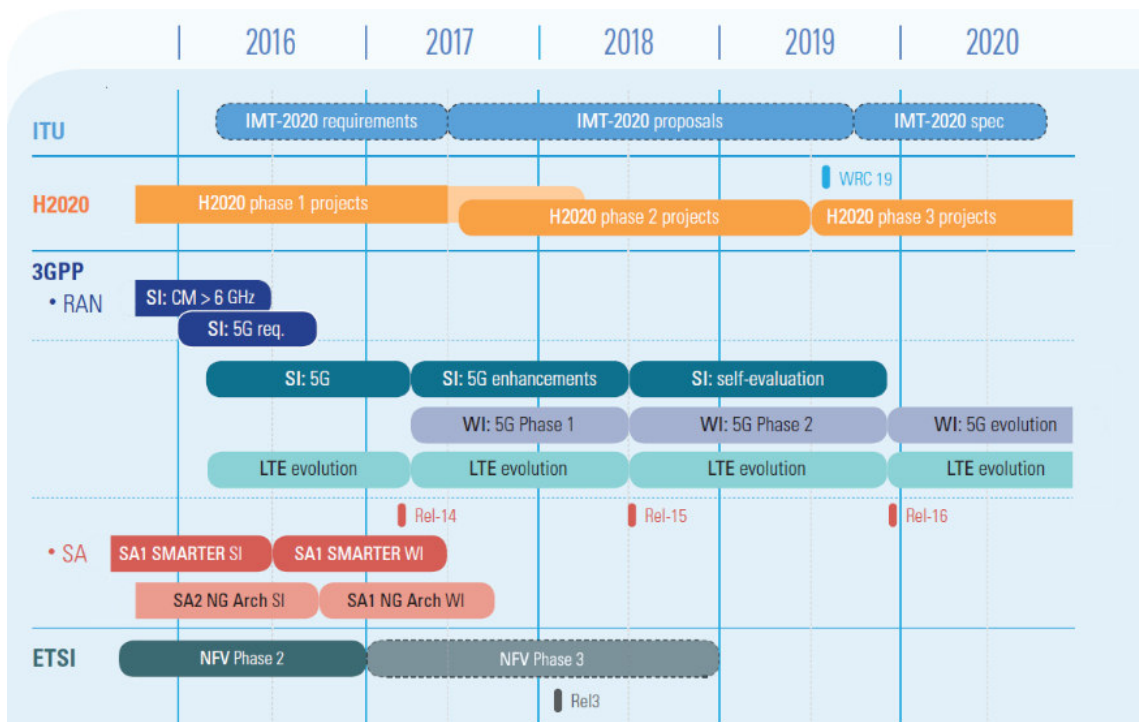 2016 2017 2018 2019 2020
ITU IMT-2020 requirements IMT-2020 proposals IMT-2020 spec
WRC 19
H2020 H2020 phase 1 projects H2020 phase 2 projects H2020 phase 3 projects
3GPP
• RAN SI: CM > 6 GHz
SI: 5G req.
SI: 5G SI: 5G enhancements SI: self-evaluation
WI: 5G Phase 1 WI: 5G Phase 2 WI: 5G evolution
LTE evolution LTE evolution LTE evolution LTE evolution
Rel-14 Rel-15 Rel-16
• SA SA1 SMARTER SI SA1 SMARTER WI
SA2 NG Arch SI SA1 NG Arch WI
ETSI NFV Phase 2 NFV Phase 3
Rel3